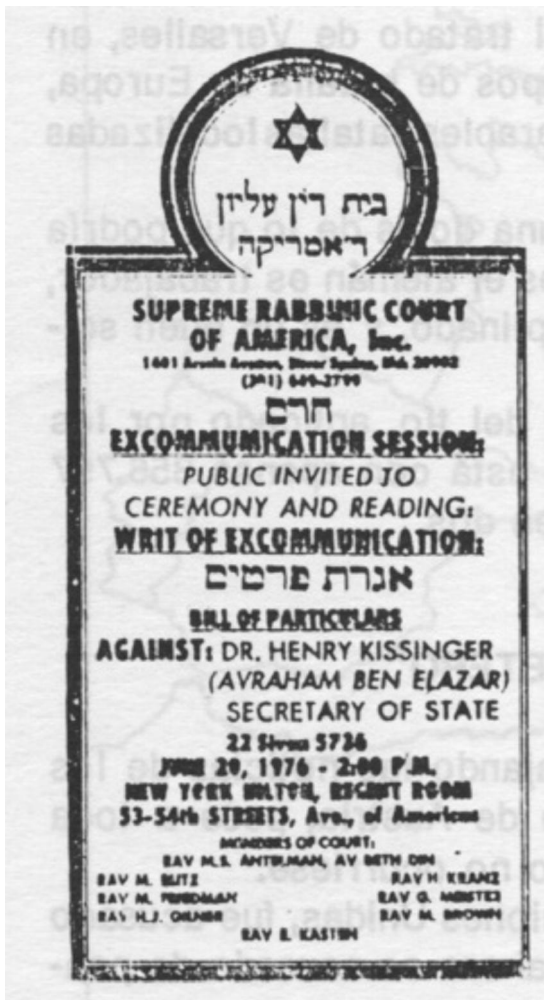 בית דין עליון
דאמריקה
SUPREME RABBINIC COURT
OF AMERICA, Inc.
חרם
EXCOMMUNICATION SESSION:
PUBLIC INVITED TO
CEREMONY AND READING:
WRIT OF EXCOMMUNICATION:
אגרת פרטים
BILL OF PARTICULARS
AGAINST: DR. HENRY KISSINGER
(AVRAHAM BEN ELAZAR)
SECRETARY OF STATE
22 Sivan 5736
JUNE 20, 1976 2:00 P.M.
NEW YORK HILTON, REGENT ROOM
53-54th STREETS, Ave. of Americas
MEMBERS OF COURT:
RAV M.S. ANTELMAN, AV BETH DIN
RAV M. BLITZ RAV P. KRANZ
RAV M. FRIEDMAN RAV G. MEISTER
RAV H.J. RAV M. BROWN